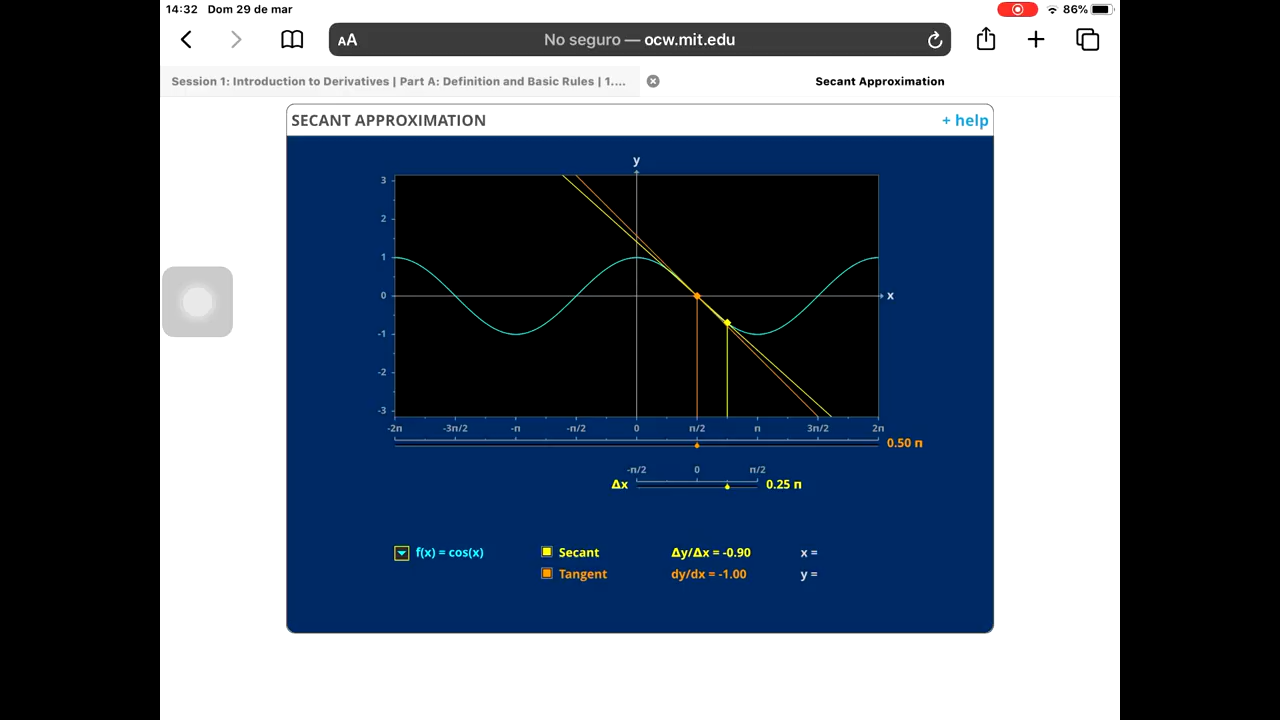 14:32 Dom 29 de mar 86%
AA No seguro — ocw.mit.edu
Session 1: Introduction to Derivatives | Part A: Definition and Basic Rules | 1.... Secant Approximation
SECANT APPROXIMATION + help
y
3
2
1
0 x
-1
-2
-3
-2π -3π/2 -π -π/2 0 π/2 π 3π/2 2π
0.50 π
-π/2 0 π/2
Δx 0.25 π
f(x) = cos(x) Secant Δy/Δx = -0.90 x =
Tangent dy/dx = -1.00 y =